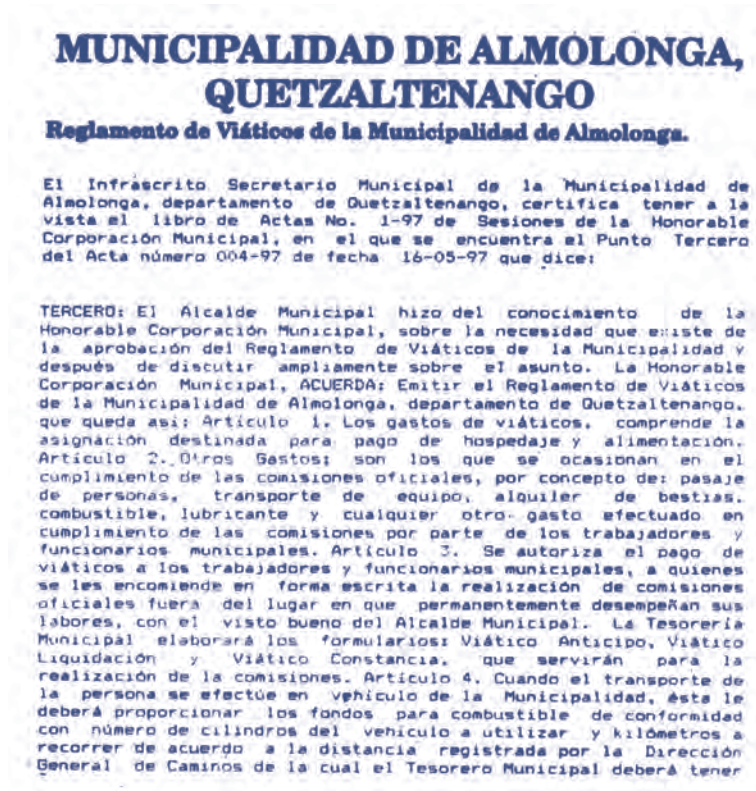 MUNICIPALIDAD DE ALMOLONGA,
QUETZALTENANGO
Reglamento de Viáticos de la Municipalidad de Almolonga.
El Infrascrito Secretario Municipal de la Municipalidad de
Almolonga, departamento de Quetzaltenango, certifica tener a la
vista el libro de Actas No. 1-97 de Sesiones de la Honorable
Corporación Municipal, en el que se encuentra el Punto Tercero
del Acta número 004-97 de fecha 16-05-97 que dice:
TERCERO: El Alcalde Municipal hizo del conocimiento de la
Honorable Corporación Municipal, sobre la necesidad que existe de
la aprobación del Reglamento de Viáticos de la Municipalidad y
después de discutir ampliamente sobre el asunto. La Honorable
Corporación Municipal, ACUERDA: Emitir el Reglamento de Viáticos
de la Municipalidad de Almolonga, departamento de Quetzaltenango,
que queda asi: Artículo 1. Los gastos de viáticos, comprende la
asignación destinada para pago de hospedaje y alimentación.
Artículo 2. Otros Gastos; son los que se ocasionan en el
cumplimiento de las comisiones oficiales, por concepto de: pasaje
de personas, transporte de equipo, alquiler de bestias,
combustible, lubricante y cualquier otro gasto efectuado en
cumplimiento de las comisiones por parte de los trabajadores y
funcionarios municipales. Artículo 3. Se autoriza el pago de
viáticos a los trabajadores y funcionarios municipales, a quienes
se les encomiende en forma escrita la realización de comisiones
oficiales fuera del lugar en que permanentemente desempeñan sus
labores, con el visto bueno del Alcalde Municipal. La Tesorería
Municipal elaborará los formularios: Viático Anticipo, Viático
Liquidación y Viático Constancia, que servirán para la
realización de la comisiones. Artículo 4. Cuando el transporte de
la persona se efectúe en vehículo de la Municipalidad, ésta le
deberá proporcionar los fondos para combustible de conformidad
con número de cilindros del vehículo a utilizar y kilómetros a
recorrer de acuerdo a la distancia registrada por la Dirección
General de Caminos de la cual el Tesorero Municipal deberá tener